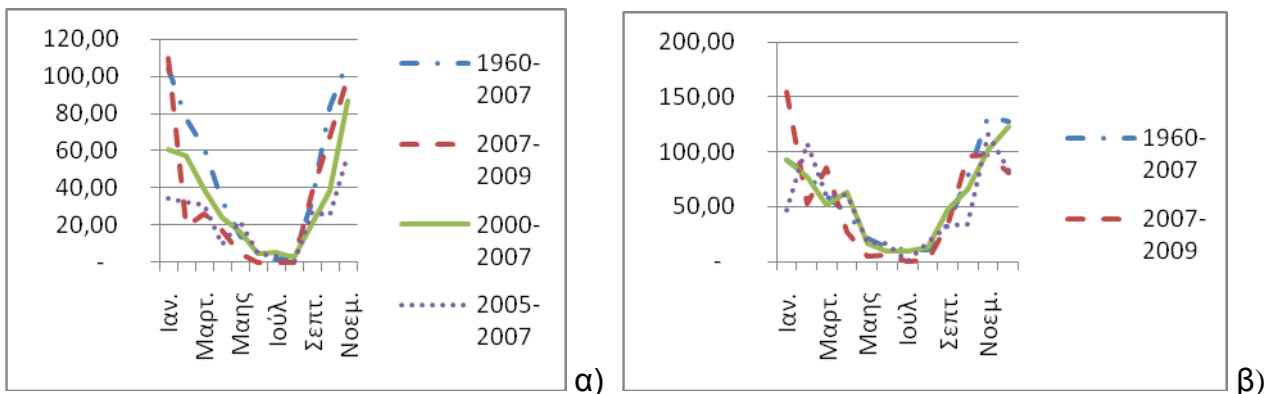 120,00
100,00
80,00
60,00
40,00
20,00
-
Ιαν.
Μαρτ.
Μαης
Ιούλ.
Σεπτ.
Νοεμ.
1960-
2007
2007-
2009
2000-
2007
2005-
2007
α)
200,00
150,00
100,00
50,00
-
Ιαν.
Μαρτ.
Μαης
Ιούλ.
Σεπτ.
Νοεμ.
1960-
2007
2007-
2009
β)